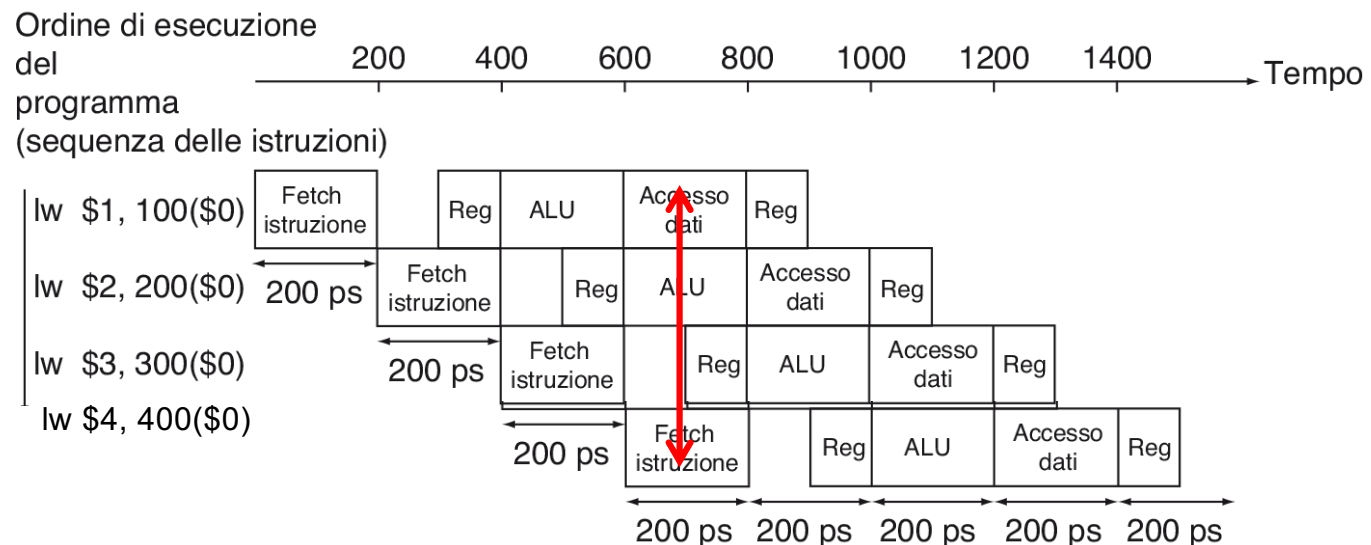 Ordine di esecuzione
del
programma
(sequenza delle istruzioni)
200 400 600 800 1000 1200 1400
Tempo
lw $1, 100($0)
Fetch
istruzione
Reg
ALU
Accesso
dati
Reg
200 ps
lw $2, 200($0)
Fetch
istruzione
Reg
ALU
Accesso
dati
Reg
200 ps
lw $3, 300($0)
Fetch
istruzione
Reg
ALU
Accesso
dati
Reg
200 ps
lw $4, 400($0)
Fetch
istruzione
Reg
ALU
Accesso
dati
Reg
200 ps 200 ps 200 ps 200 ps 200 ps